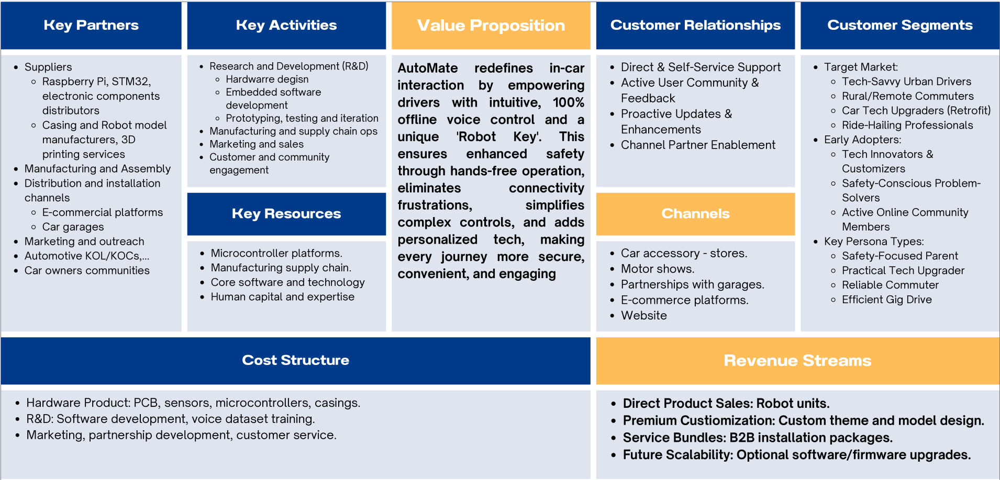 Key Partners
Suppliers
Raspberry Pi, STM32,
electronic components
distributors
Casing and Robot model
manufacturers, 3D
printing services
Manufacturing and Assembly
Distribution and installation
channels
E-commercial platforms
Car garages
Marketing and outreach
Automotive KOL/KOCs,...
Car owners communities
Key Activities
Research and Development (R&D)
Hardwarre degisn
Embedded software
development
Prototyping, testing and iteration
Manufacturing and supply chain ops
Marketing and sales
Customer and community
engagement
Key Resources
Microcontroller platforms.
Manufacturing supply chain.
Core software and technology
Human capital and expertise
Value Proposition
AutoMate redefines in-car
interaction by empowering
drivers with intuitive, 100%
offline voice control and a
unique 'Robot Key'. This
ensures enhanced safety
through hands-free operation,
eliminates connectivity
frustrations, simplifies
complex controls, and adds
personalized tech, making
every journey more secure,
convenient, and engaging
Customer Relationships
Direct & Self-Service Support
Active User Community &
Feedback
Proactive Updates &
Enhancements
Channel Partner Enablement
Channels
Car accessory - stores.
Motor shows.
Partnerships with garages.
E-commerce platforms.
Website
Customer Segments
Target Market:
Tech-Savvy Urban Drivers
Rural/Remote Commuters
Car Tech Upgraders (Retrofit)
Ride-Hailing Professionals
Early Adopters:
Tech Innovators &
Customizers
Safety-Conscious Problem-
Solvers
Active Online Community
Members
Key Persona Types:
Safety-Focused Parent
Practical Tech Upgrader
Reliable Commuter
Efficient Gig Drive
Cost Structure
Hardware Product: PCB, sensors, microcontrollers, casings.
R&D: Software development, voice dataset training.
Marketing, partnership development, customer service.
Revenue Streams
Direct Product Sales: Robot units.
Premium Custiomization: Custom theme and model design.
Service Bundles: B2B installation packages.
Future Scalability: Optional software/firmware upgrades.